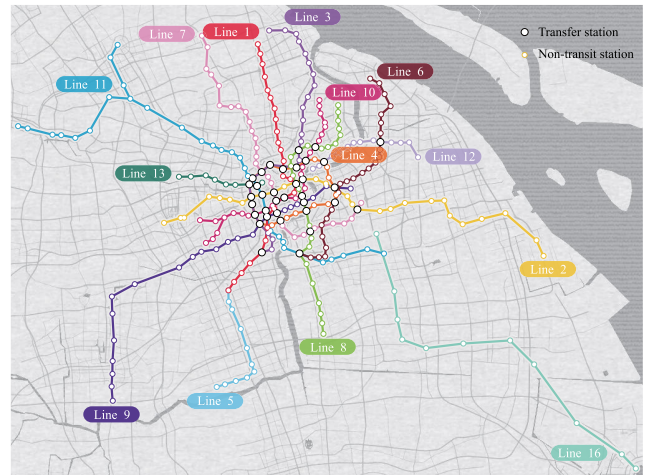 Line 3
Line 7
Line 1
Transfer station
Non-transit station
Line 6
Line 11
Line 10
Line 4
Line 12
Line 13
Line 2
Line 8
Line 5
Line 9
Line 16